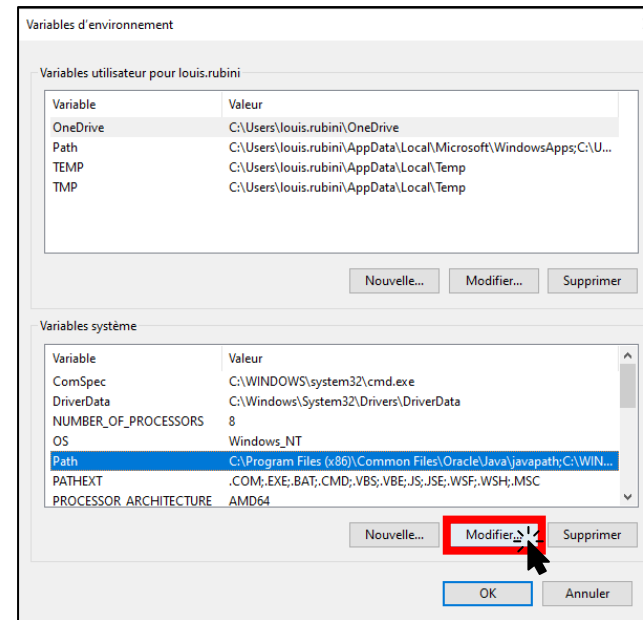 Variables d'environnement
Variables utilisateur pour louis.rubini
Variable Valeur
OneDrive C:\Users\louis.rubini\OneDrive
Path C:\Users\louis.rubini\AppData\Local\Microsoft\WindowsApps;C:\U...
TEMP C:\Users\louis.rubini\AppData\Local\Temp
TMP C:\Users\louis.rubini\AppData\Local\Temp
Nouvelle... Modifier... Supprimer
Variables système
Variable Valeur
ComSpec C:\WINDOWS\system32\cmd.exe
DriverData C:\Windows\System32\Drivers\DriverData
NUMBER_OF_PROCESSORS 8
OS Windows_NT
Path C:\Program Files (x86)\Common Files\Oracle\Java\javapath;C:\WIN...
PATHEXT .COM;.EXE;.BAT;.CMD;.VBS;.VBE;.JS;.JSE;.WSF;.WSH;.MSC
PROCESSOR_ARCHITECTURE AMD64
Nouvelle... Modifier... Supprimer
OK Annuler